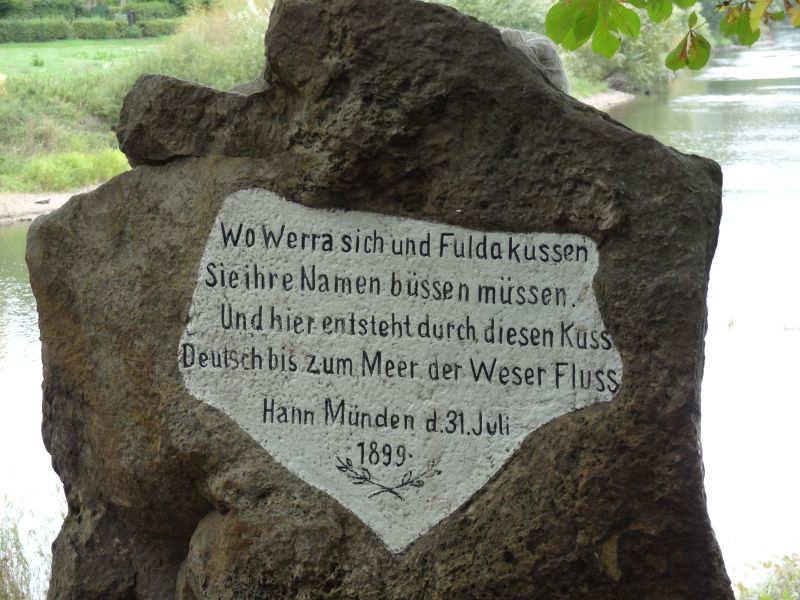 Wo Werra sich und Fulda kussen
Sie ihre Namen büssen müssen,
Und hier entsteht durch diesen Kuss
Deutsch bis zum Meer, der Weser Fluss
Hann Münden d. 31. Juli
1899.